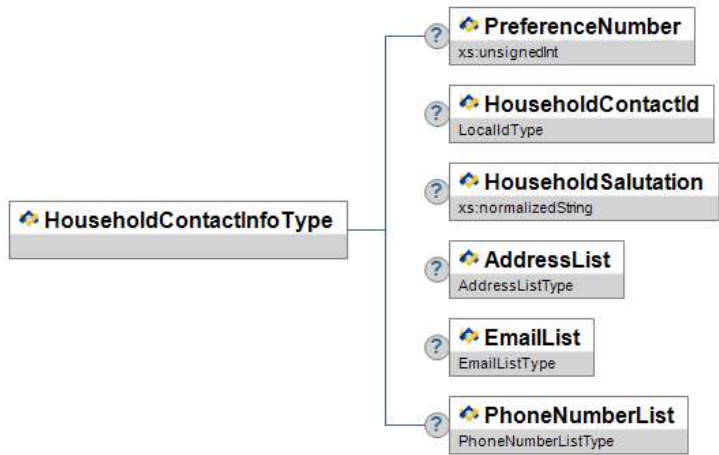 ?
PreferenceNumber
xs:unsignedInt
?
HouseholdContactId
LocalIdType
?
HouseholdSalutation
xs:normalizedString
HouseholdContactInfoType
?
AddressList
AddressListType
?
EmailList
EmailListType
?
PhoneNumberList
PhoneNumberListType